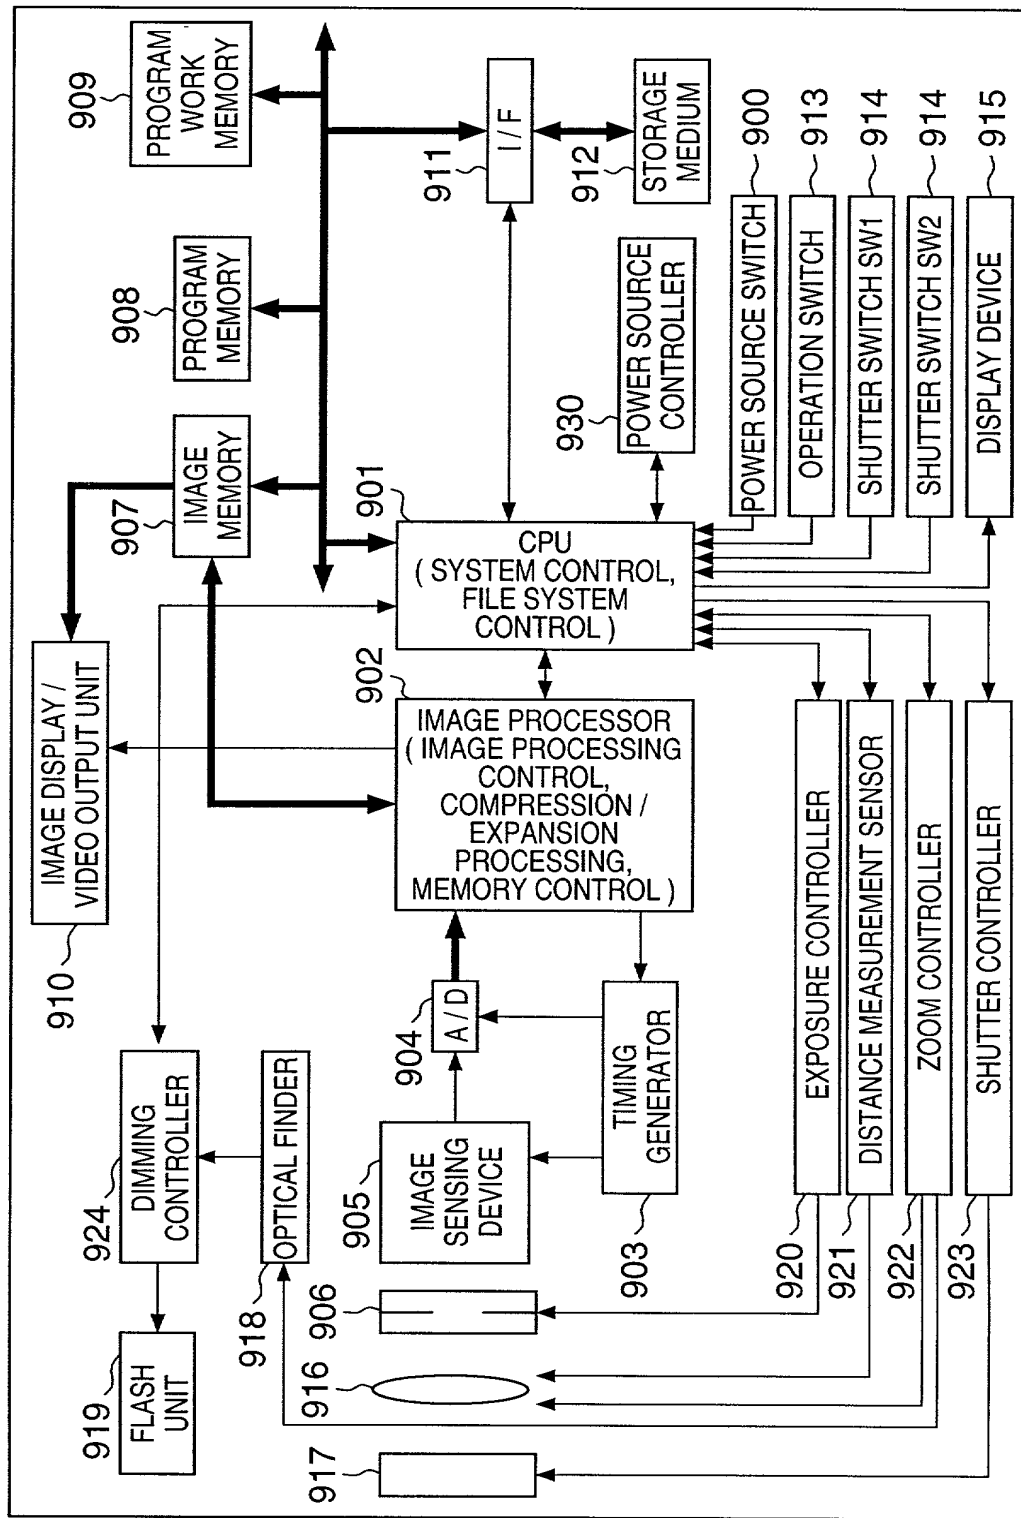 919
FLASH
UNIT
924
DIMMING
CONTROLLER
918
OPTICAL FINDER
910
IMAGE DISPLAY /
VIDEO OUTPUT UNIT
907
IMAGE
MEMORY
908
PROGRAM
MEMORY
909
PROGRAM
WORK
MEMORY
917
916
906
905
IMAGE
SENSING
DEVICE
904
A / D
903
TIMING
GENERATOR
902
IMAGE PROCESSOR
( IMAGE PROCESSING
CONTROL,
COMPRESSION /
EXPANSION
PROCESSING,
MEMORY CONTROL )
901
CPU
( SYSTEM CONTROL,
FILE SYSTEM
CONTROL )
911
I / F
912
STORAGE
MEDIUM
930
POWER SOURCE
CONTROLLER
920
EXPOSURE CONTROLLER
921
DISTANCE MEASUREMENT SENSOR
922
ZOOM CONTROLLER
923
SHUTTER CONTROLLER
POWER SOURCE SWITCH
900
OPERATION SWITCH
913
SHUTTER SWITCH SW1
914
SHUTTER SWITCH SW2
914
DISPLAY DEVICE
915